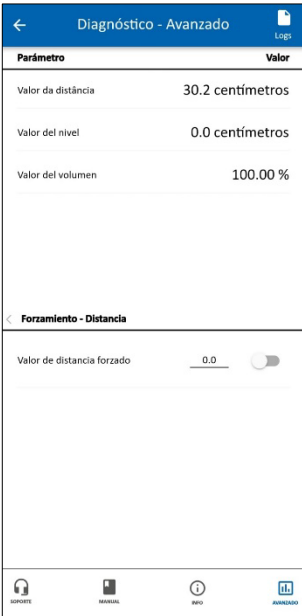 Diagnóstico - Avanzado
Logs
Parámetro Valor
Valor da distância 30.2 centímetros
Valor del nivel 0.0 centímetros
Valor del volumen 100.00 %
Forzamiento - Distancia
Valor de distancia forzado 0.0
SOPORTE MANUAL INFO AVANZADO